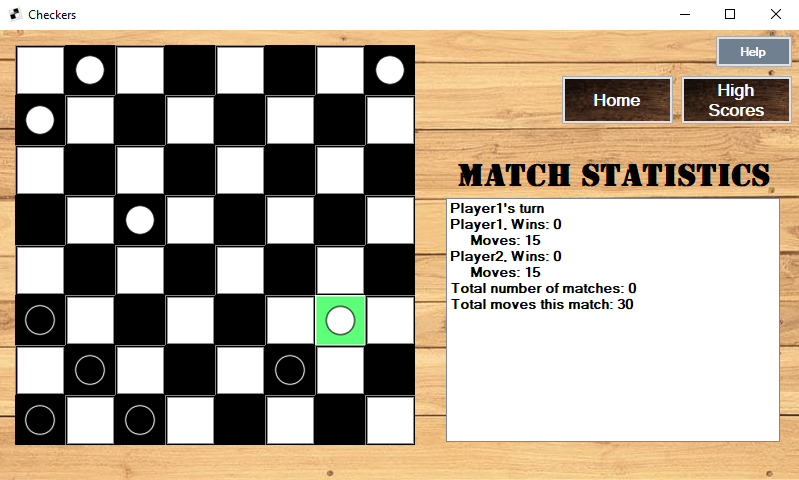 Checkers
Help
Home
High
Scores
MATCH STATISTICS
Player1's turn
Player1, Wins: 0
Moves: 15
Player2, Wins: 0
Moves: 15
Total number of matches: 0
Total moves this match: 30